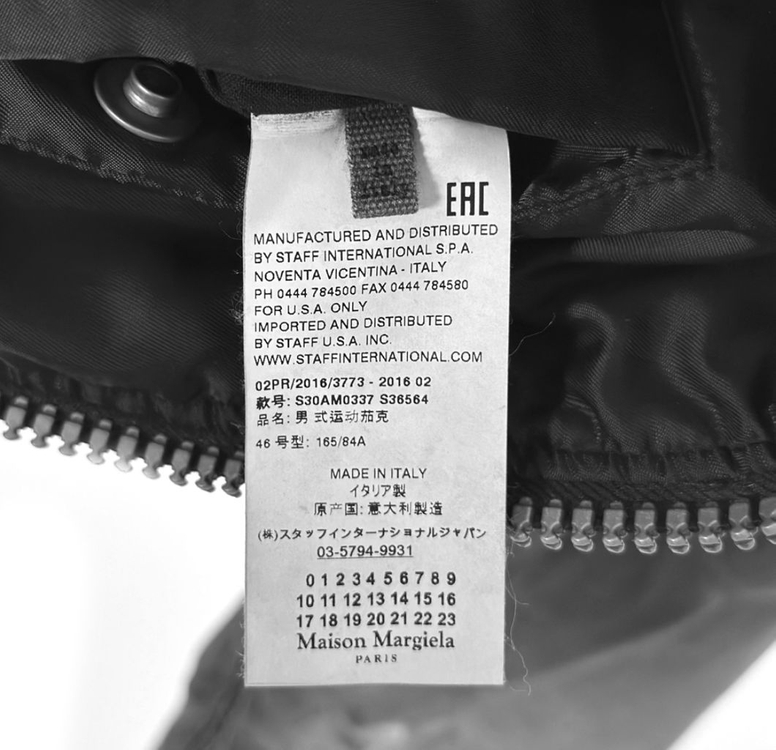 EAC
MANUFACTURED AND DISTRIBUTED
BY STAFF INTERNATIONAL S.P.A.
NOVENTA VICENTINA - ITALY
PH 0444 784500 FAX 0444 784580
FOR U.S.A. ONLY
IMPORTED AND DISTRIBUTED
BY STAFF U.S.A. INC.
WWW.STAFFINTERNATIONAL.COM
02PR/2016/3773 - 2016 02
款号: S30AM0337 S36564
品名: 男 式运动茄克
46 号型: 165/84A
MADE IN ITALY
イタリア製
原产国: 意大利製造
(株)スタッフインターナショナルジャパン
03-5794-9931
0 1 2 3 4 5 6 7 8 9
10 11 12 13 14 15 16
17 18 19 20 21 22 23
Maison Margiela
PARIS